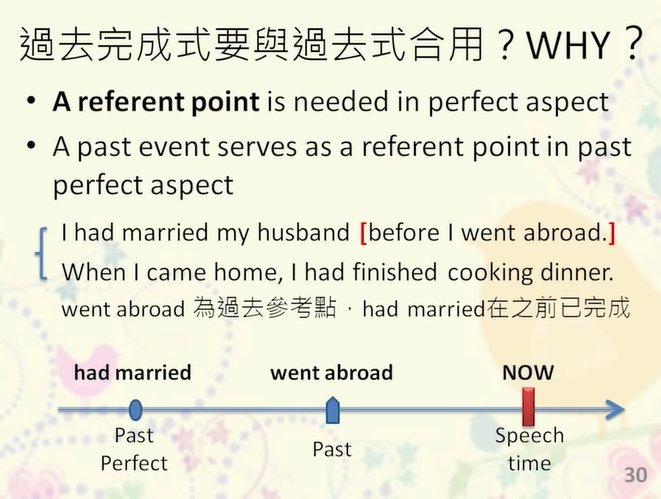 過去完成式要與過去式合用？WHY？
• A referent point is needed in perfect aspect
• A past event serves as a referent point in past
perfect aspect
I had married my husband [before I went abroad.]
When I came home, I had finished cooking dinner.
went abroad 為過去參考點，had married在之前已完成
had married went abroad NOW
Past
Perfect
Past
Speech
time
30